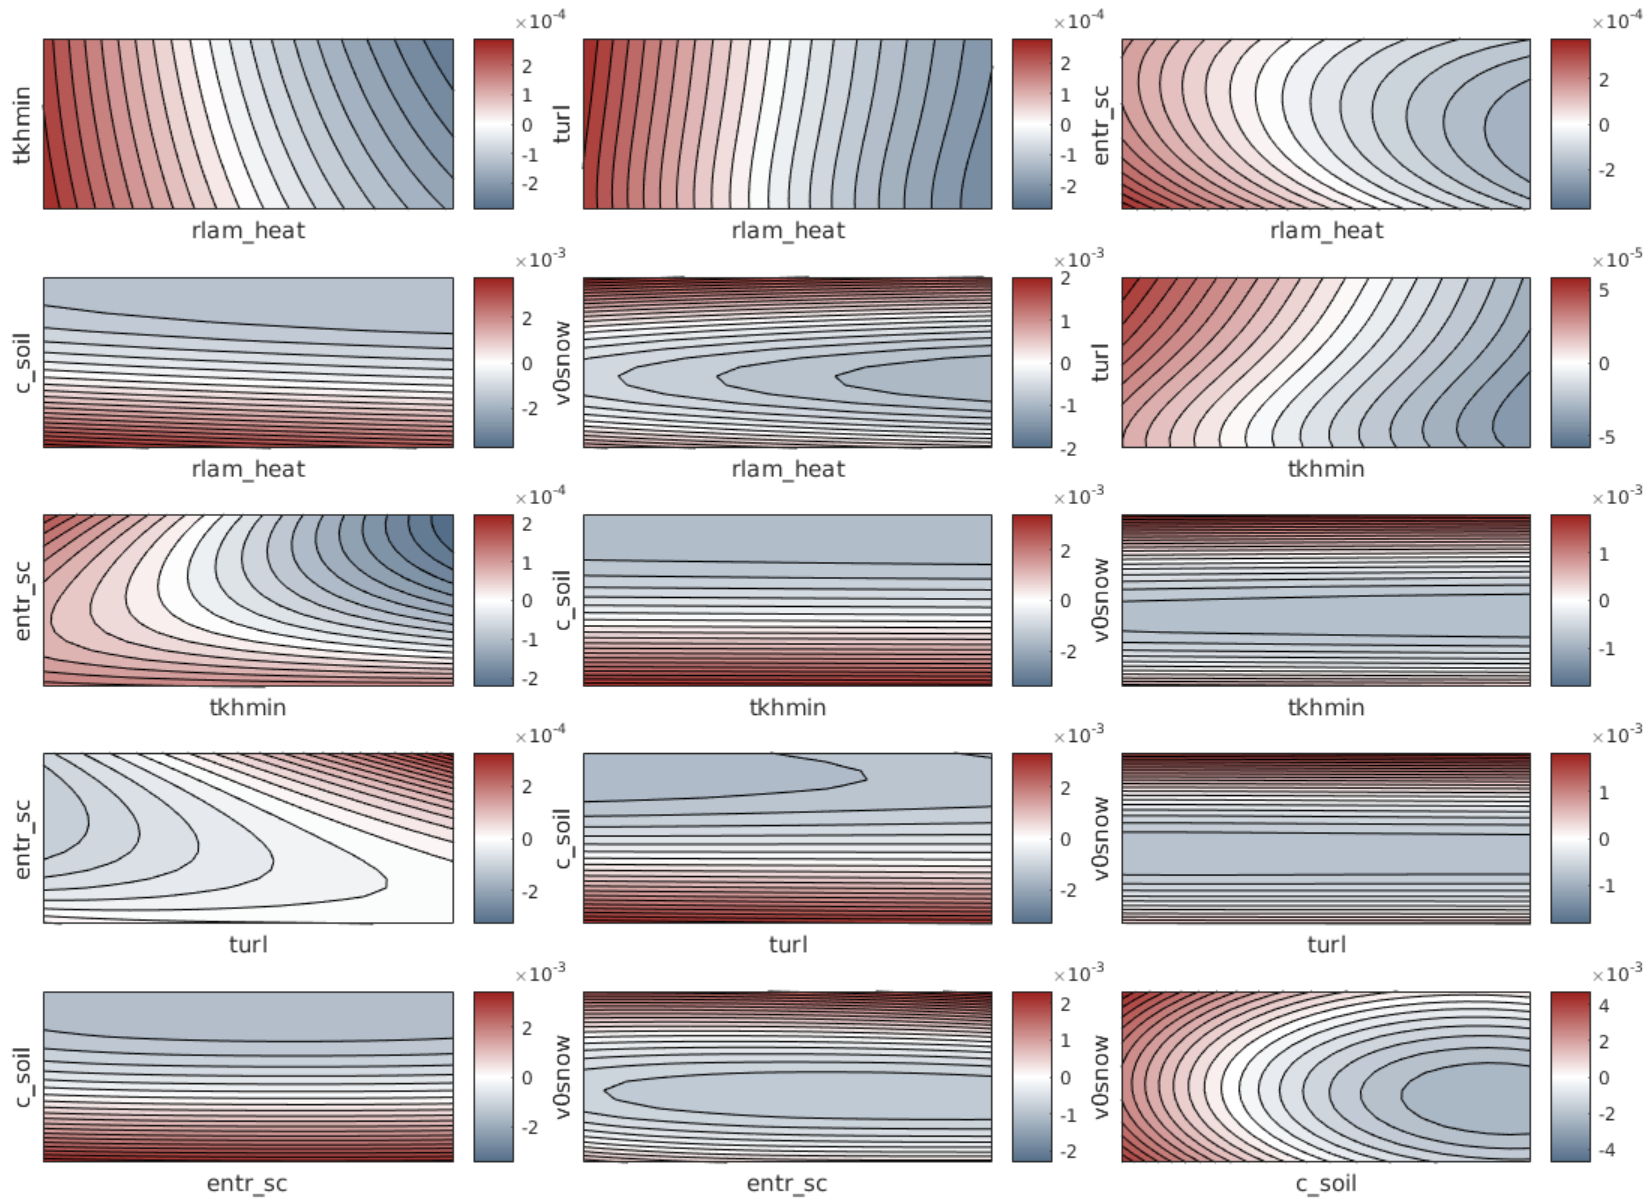 ×10⁻⁴ ×10⁻⁴ ×10⁻⁴
tkhmin 2 1 0 -1 -2 turl 2 1 0 -1 -2 entr_sc 2 0 -2
rlam_heat rlam_heat rlam_heat
×10⁻³ ×10⁻³ ×10⁻⁵
c_soil 2 0 -2 v0snow 2 1 0 -1 -2 turl 5 0 -5
rlam_heat rlam_heat tkhmin
×10⁻⁴ ×10⁻³ ×10⁻³
entr_sc 2 1 0 -1 -2 c_soil 2 0 -2 v0snow 1 0 -1
tkhmin tkhmin tkhmin
×10⁻⁴ ×10⁻³ ×10⁻³
entr_sc 2 0 -2 c_soil 2 0 -2 v0snow 1 0 -1
turl turl turl
×10⁻³ ×10⁻³ ×10⁻³
c_soil 2 0 -2 v0snow 2 1 0 -1 -2 v0snow 4 2 0 -2 -4
entr_sc entr_sc c_soil